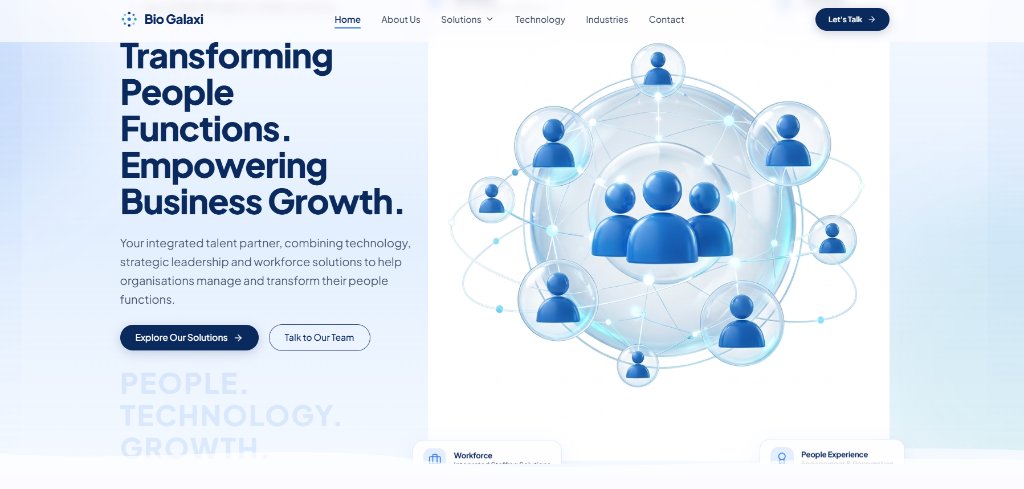 Bio Galaxi
Home
About Us
Solutions
Technology
Industries
Contact
Let's Talk
Transforming
People
Functions.
Empowering
Business Growth.
Your integrated talent partner, combining technology,
strategic leadership and workforce solutions to help
organisations manage and transform their people
functions.
Explore Our Solutions
Talk to Our Team
PEOPLE.
TECHNOLOGY.
GROWTH.
Workforce
People Experience